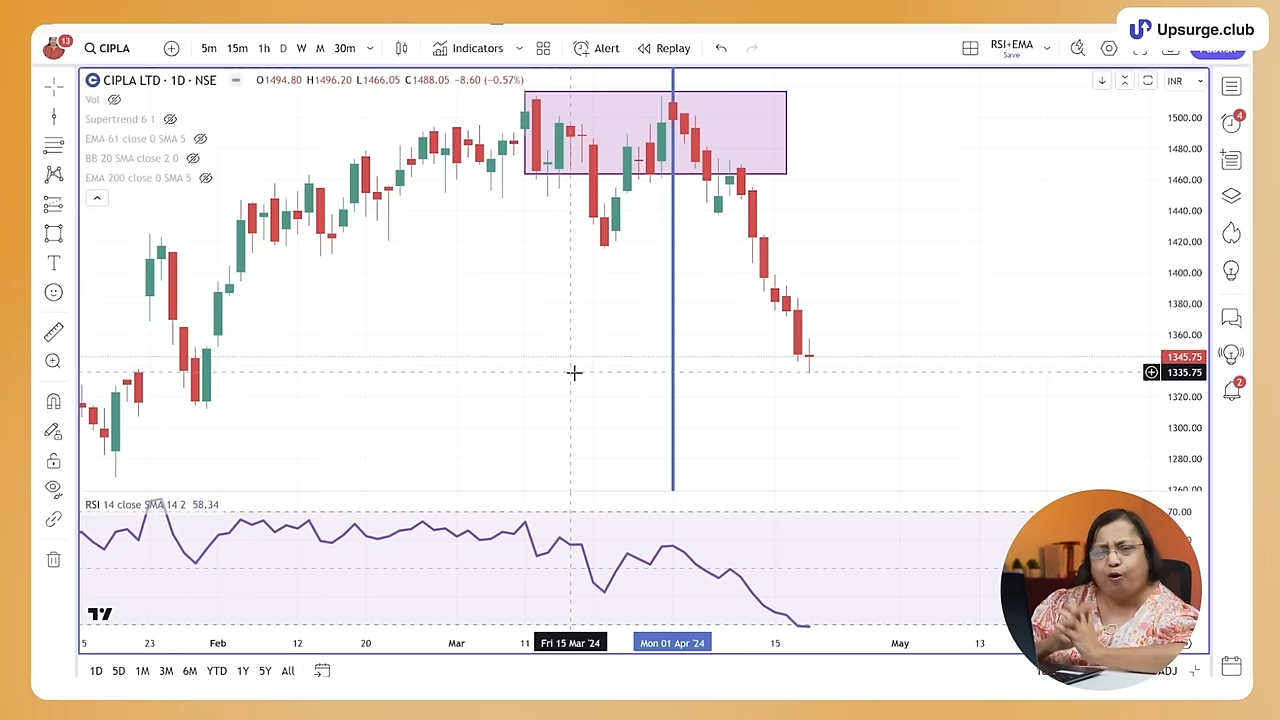 Upsurge.club
13
CIPLA
5m 15m 1h D W M 30m
Indicators
Alert
Replay
RSI+EMA
Save
CIPLA LTD · 1D · NSE
O1494.80 H1496.20 L1466.05 C1488.05 −8.60 (−0.57%)
INR
Vol
Supertrend 6 1
EMA 61 close 0 SMA 5
BB 20 SMA close 2 0
EMA 200 close 0 SMA 5
1500.00
1480.00
1460.00
1440.00
1420.00
1400.00
1380.00
1360.00
1345.75
1335.75
1320.00
1300.00
1280.00
1260.00
4
2
RSI 14 close SMA 14 2 58.34
70.00
5 23 Feb 12 20 Mar 11 Fri 15 Mar '24 Mon 01 Apr '24 15 May 13
1D 5D 1M 3M 6M YTD 1Y 5Y All
ADJ